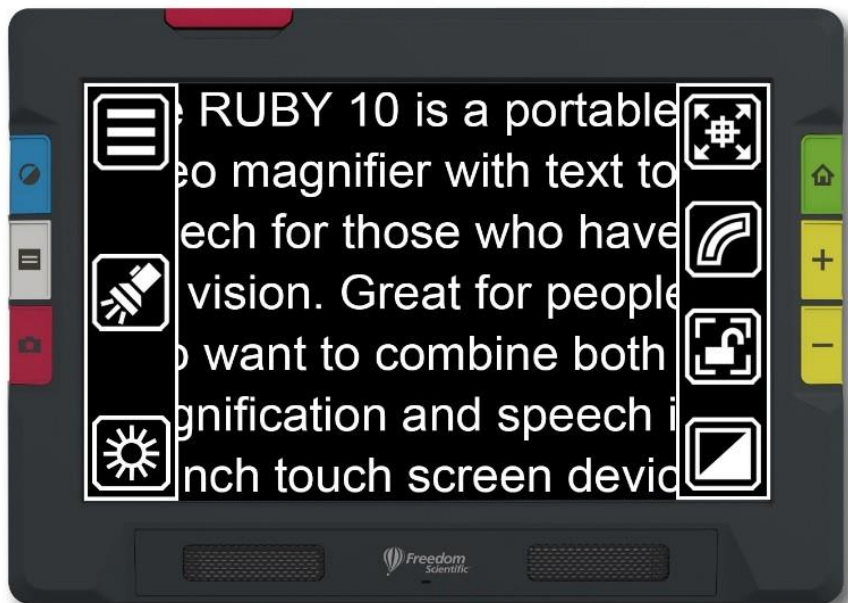 RUBY 10 is a portable
eo magnifier with text to
ech for those who have
vision. Great for people
want to combine both
gnification and speech i
nch touch screen devic
Freedom
Scientific